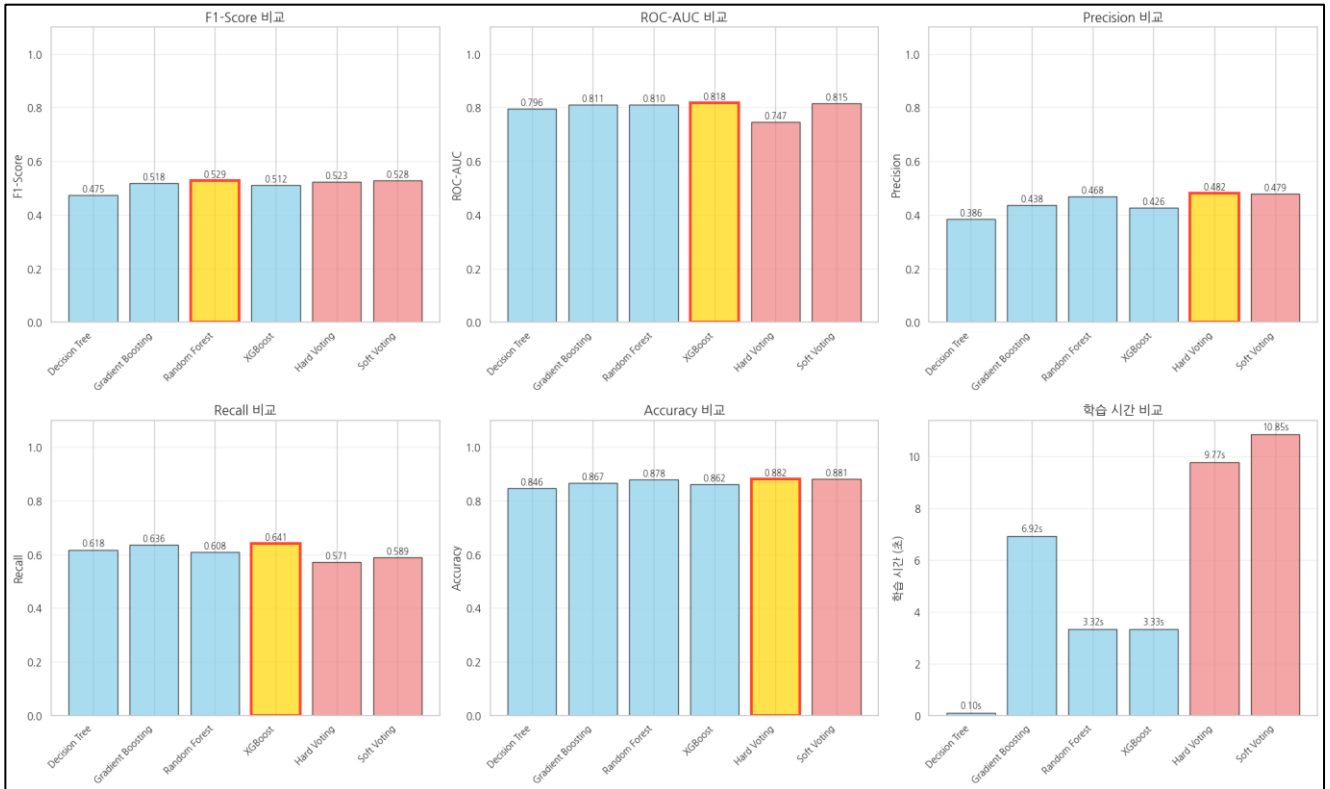 F1-Score 비교
F1-Score
1.0
0.8
0.6
0.4
0.2
0.0
0.475
0.518
0.529
0.512
0.523
0.528
Decision Tree
Gradient Boosting
Random Forest
XGBoost
Hard Voting
Soft Voting
ROC-AUC 비교
ROC-AUC
1.0
0.8
0.6
0.4
0.2
0.0
0.796
0.811
0.810
0.818
0.747
0.815
Decision Tree
Gradient Boosting
Random Forest
XGBoost
Hard Voting
Soft Voting
Precision 비교
Precision
1.0
0.8
0.6
0.4
0.2
0.0
0.386
0.438
0.468
0.426
0.482
0.479
Decision Tree
Gradient Boosting
Random Forest
XGBoost
Hard Voting
Soft Voting
Recall 비교
Recall
1.0
0.8
0.6
0.4
0.2
0.0
0.618
0.636
0.608
0.641
0.571
0.589
Decision Tree
Gradient Boosting
Random Forest
XGBoost
Hard Voting
Soft Voting
Accuracy 비교
Accuracy
1.0
0.8
0.6
0.4
0.2
0.0
0.846
0.867
0.878
0.862
0.882
0.881
Decision Tree
Gradient Boosting
Random Forest
XGBoost
Hard Voting
Soft Voting
학습 시간 비교
학습 시간 (초)
10
8
6
4
2
0
0.10s
6.92s
3.32s
3.33s
9.77s
10.85s
Decision Tree
Gradient Boosting
Random Forest
XGBoost
Hard Voting
Soft Voting